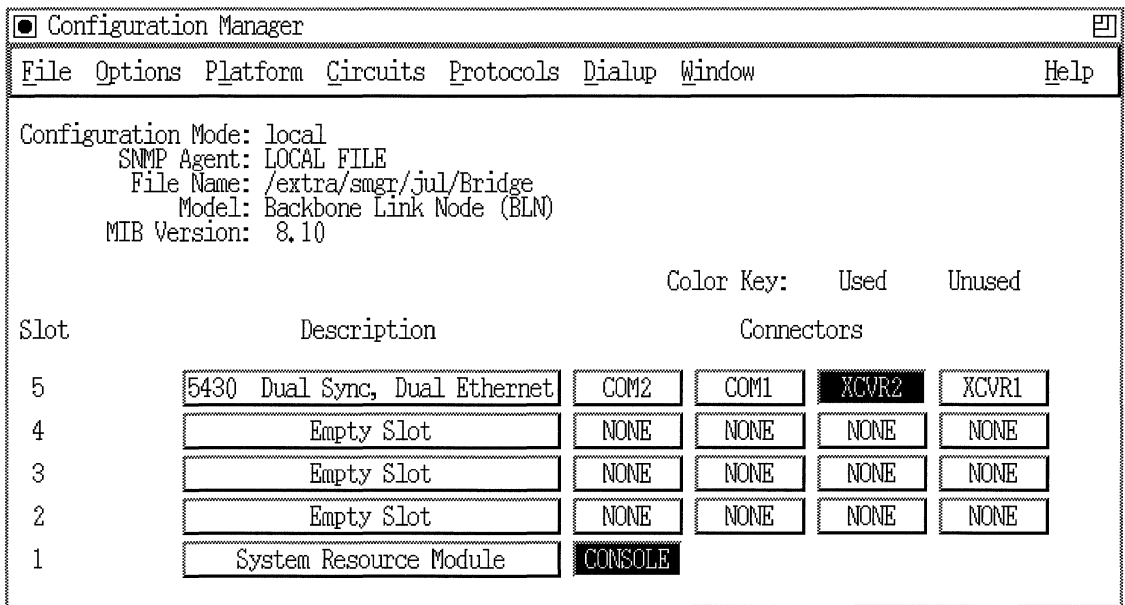 Configuration Manager
File Options Platform Circuits Protocols Dialup Window Help
Configuration Mode: local
SNMP Agent: LOCAL FILE
File Name: /extra/smgr/jul/Bridge
Model: Backbone Link Node (BLN)
MIB Version: 8.10
Color Key: Used Unused
Slot Description Connectors
5 5430 Dual Sync, Dual Ethernet COM2 COM1 XCVR2 XCVR1
4 Empty Slot NONE NONE NONE NONE
3 Empty Slot NONE NONE NONE NONE
2 Empty Slot NONE NONE NONE NONE
1 System Resource Module CONSOLE